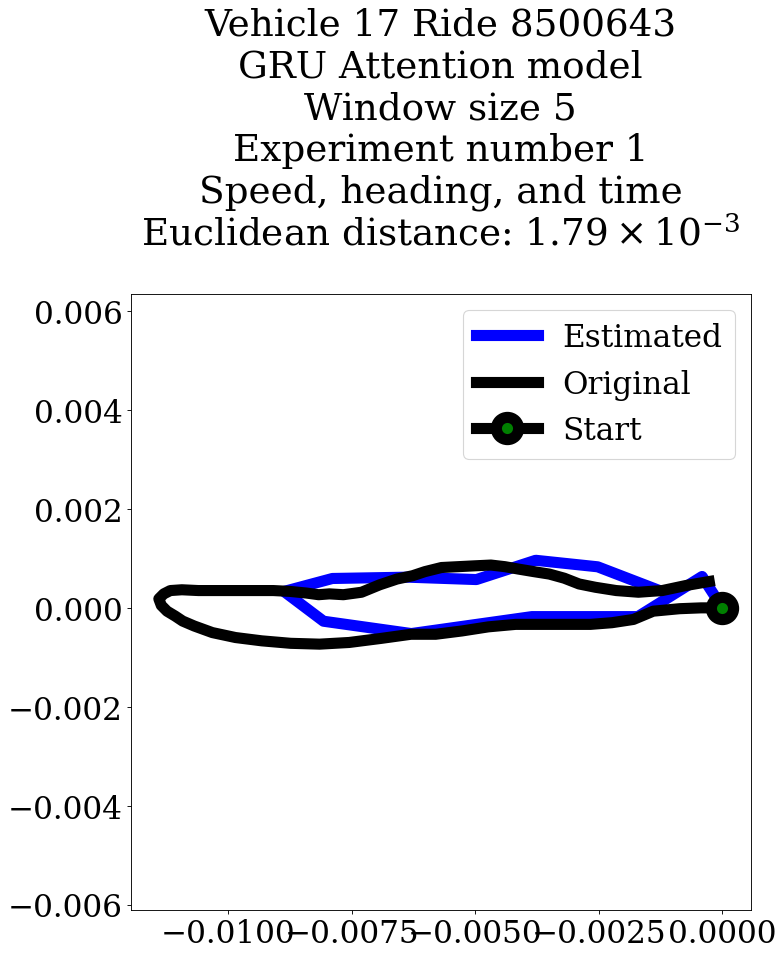 Vehicle 17 Ride 8500643
GRU Attention model
Window size 5
Experiment number 1
Speed, heading, and time
Euclidean distance: 1.79 × 10⁻³
Estimated
Original
Start
0.006
0.004
0.002
0.000
−0.002
−0.004
−0.006
−0.0100 −0.0075 −0.0050 −0.0025 0.000